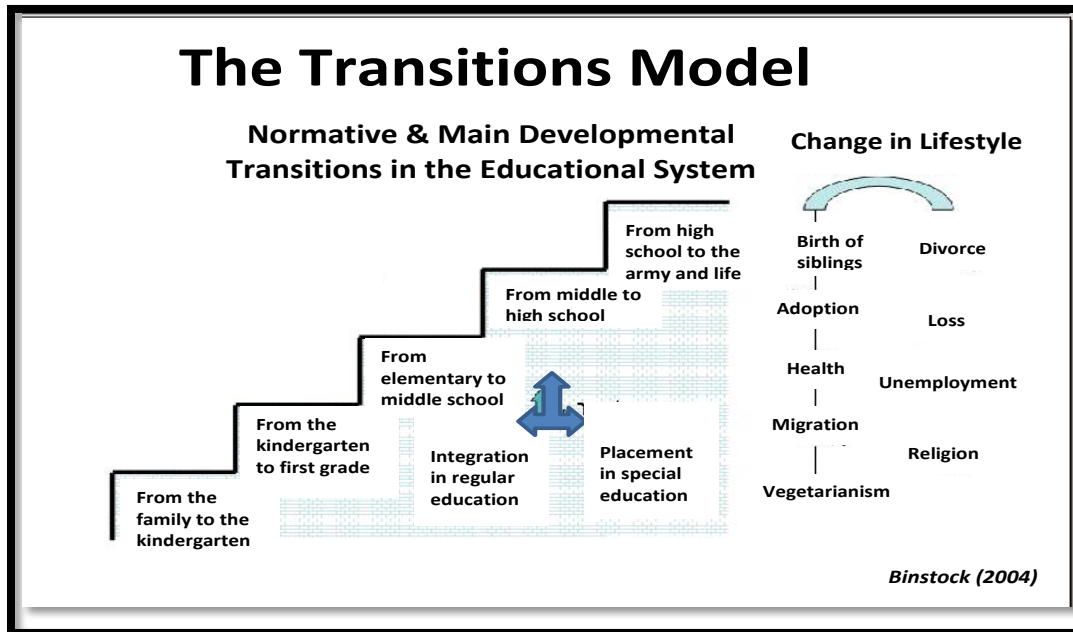 The Transitions Model
Normative & Main Developmental
Transitions in the Educational System
Change in Lifestyle
From high
school to the
army and life
From middle to
high school
From
elementary to
middle school
From the
kindergarten
to first grade
From the
family to the
kindergarten
Integration
in regular
education
Placement
in special
education
Birth of
siblings
Divorce
Adoption
Loss
Health
Unemployment
Migration
Religion
Vegetarianism
Binstock (2004)